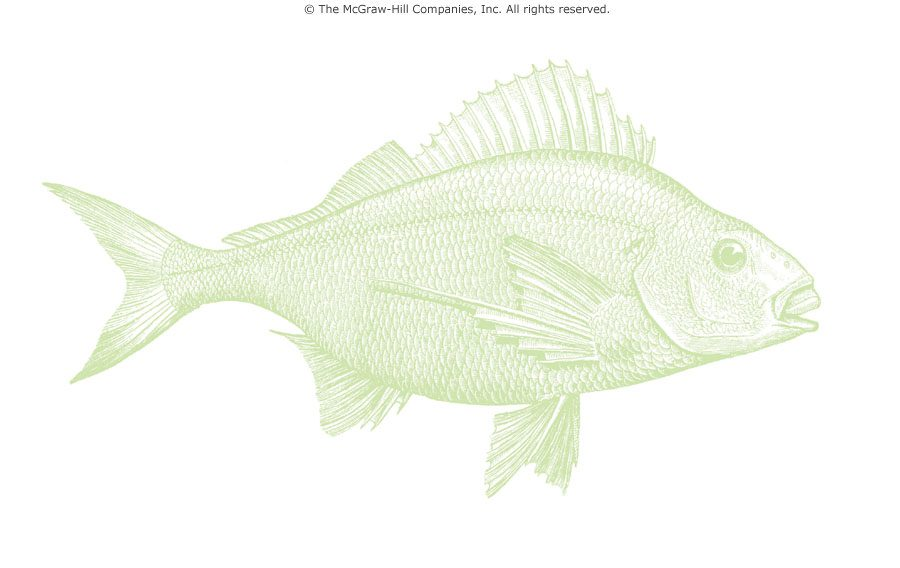 © The McGraw-Hill Companies, Inc. All rights reserved.